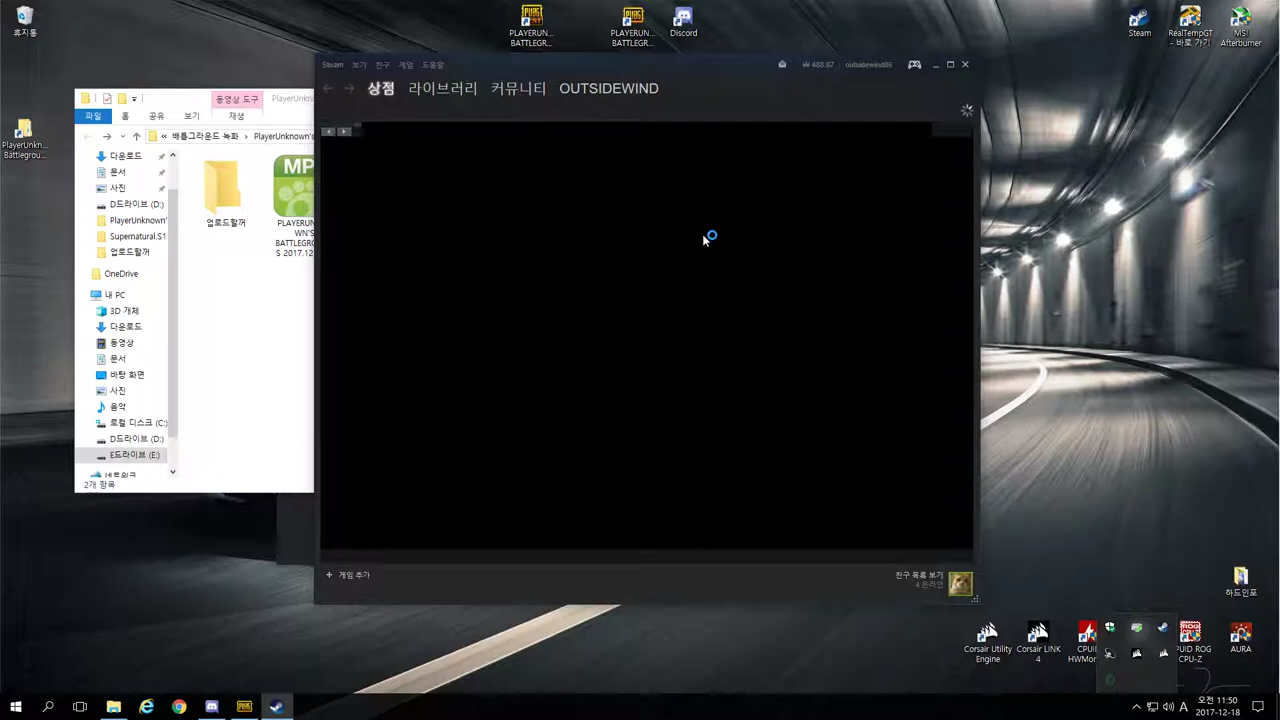 휴지통
PLAYERUN...
BATTLEGR...
PLAYERUN...
BATTLEGR...
Discord
Steam
RealTempGT
- 바로 가기
MSI
Afterburner
PlayerUnkn...
Battlegrou...
Steam 보기 친구 게임 도움말
₩ 488.87 outsidewind86
상점 라이브러리 커뮤니티 OUTSIDEWIND
동영상 도구
PlayerUnkno
파일 홈 공유 보기 재생
« 배틀그라운드 녹화 › PlayerUnknown's
다운로드
문서
사진
D드라이브 (D:)
PlayerUnknown'
Supernatural.S1
업로드할꺼
OneDrive
내 PC
3D 개체
다운로드
동영상
문서
바탕 화면
사진
음악
로컬 디스크 (C:)
D드라이브 (D:)
E드라이브 (E:)
네트워크
2개 항목
업로드할꺼
MP
PLAYERUN
WN'S
BATTLEGR
S 2017.12
+ 게임 추가
친구 목록 보기
4 온라인
하드인포
Corsair Utility
Engine
Corsair LINK
4
CPUI
HWMor
PUID ROG
CPU-Z
AURA
A
오전 11:50
2017-12-18